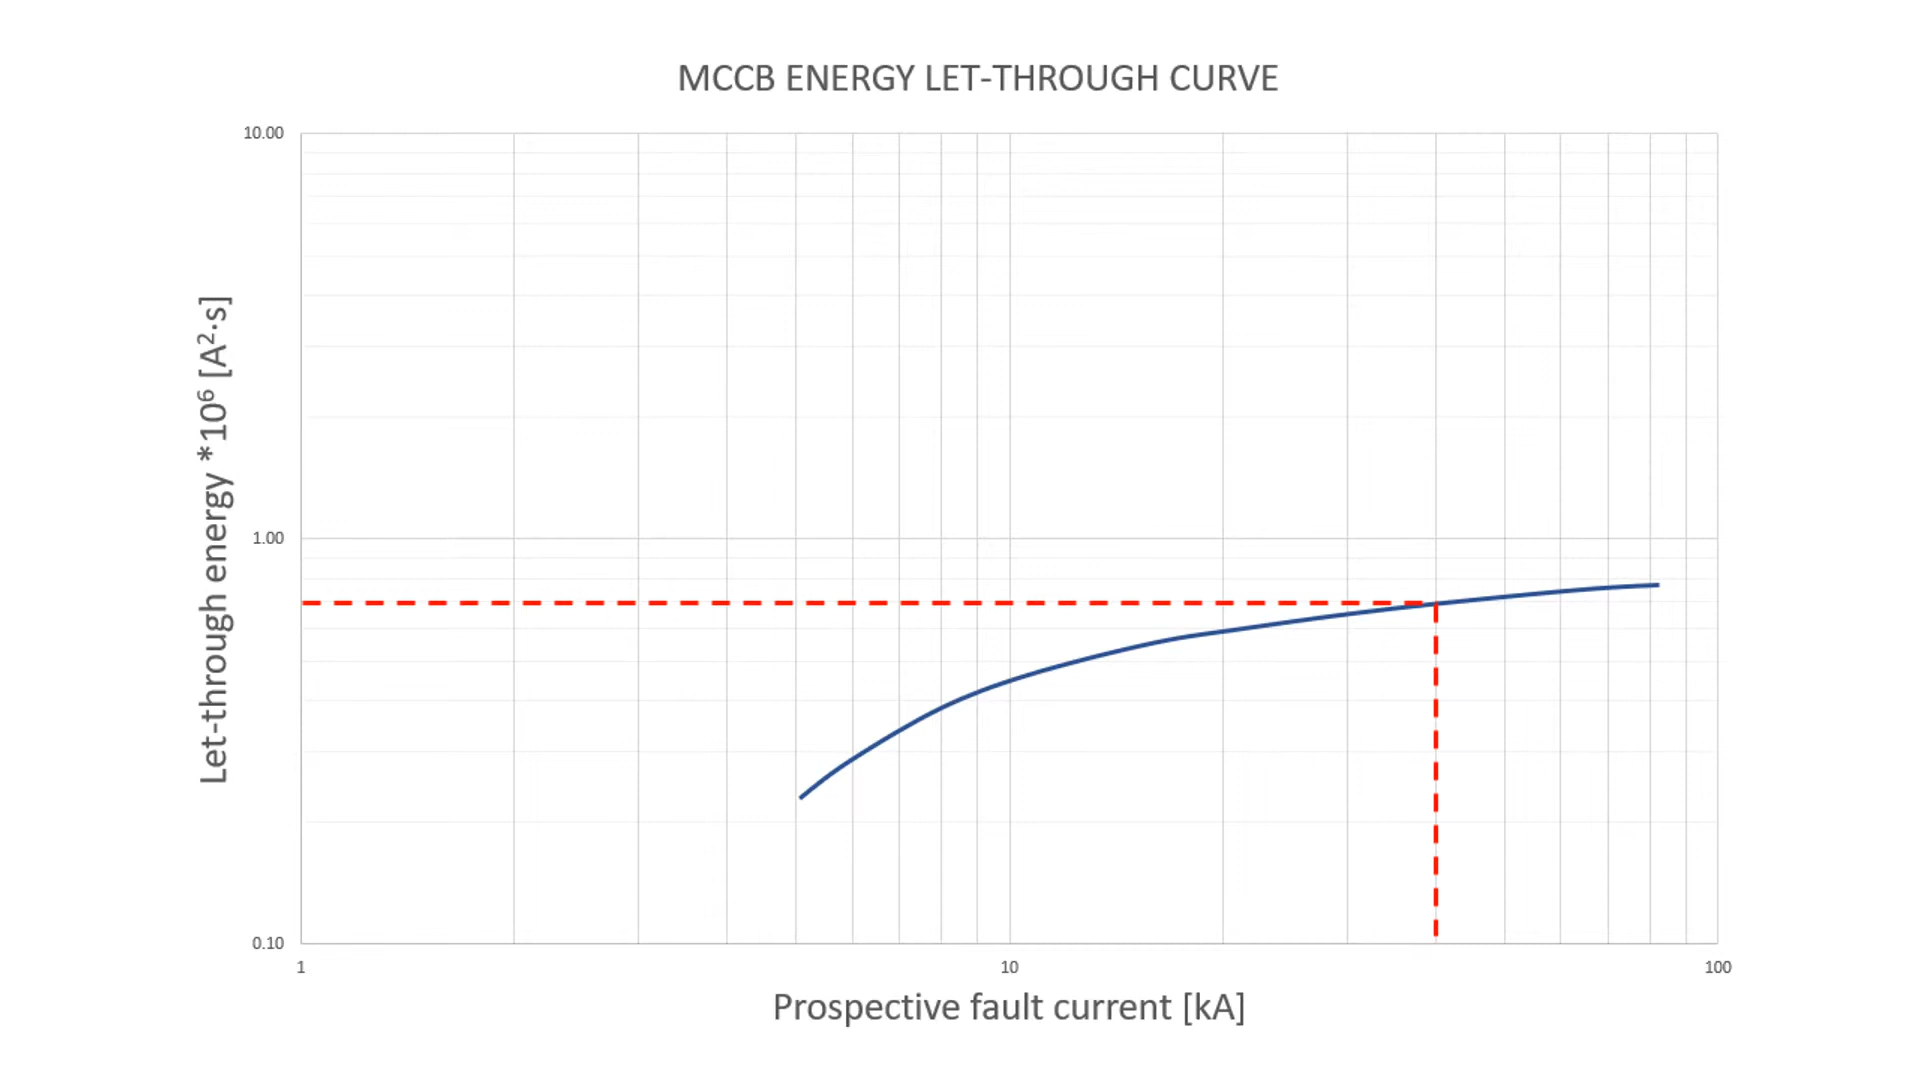 MCCB ENERGY LET-THROUGH CURVE
10.00
1.00
0.10
Let-through energy *10⁶ [A²·s]
1
10
100
Prospective fault current [kA]